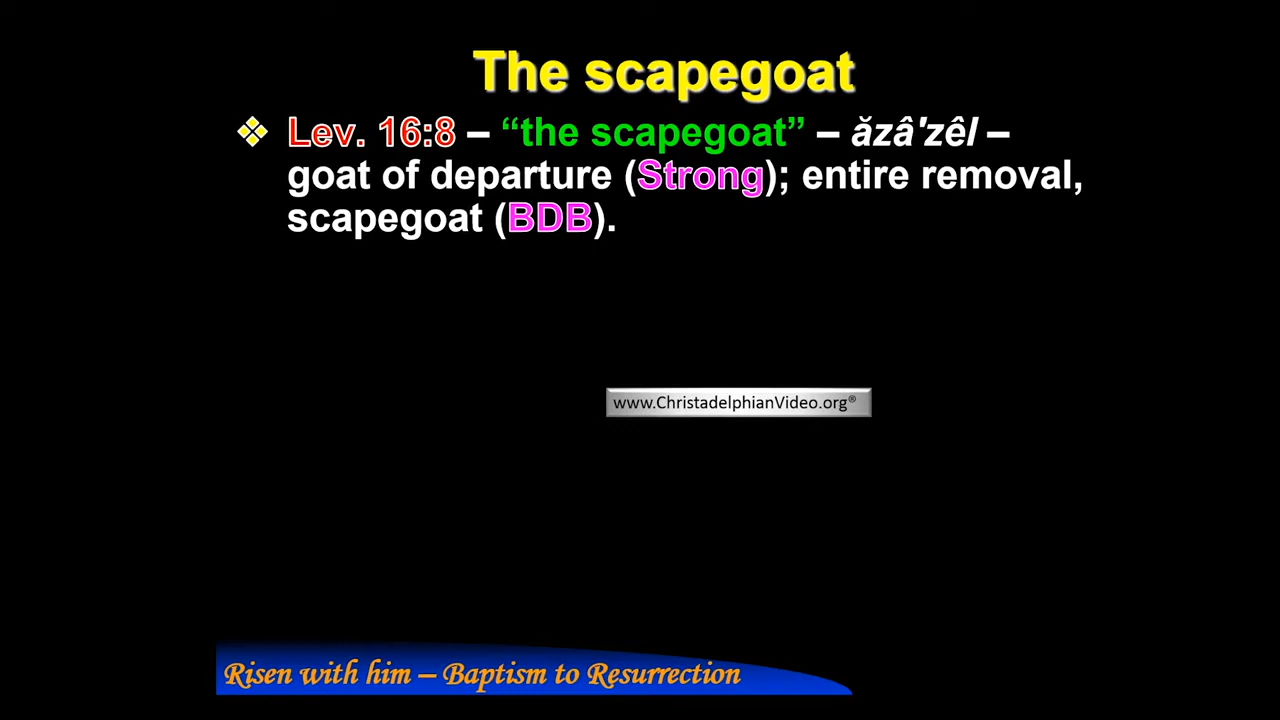 The scapegoat
❖ Lev. 16:8 – “the scapegoat” – ăzâ'zêl –
goat of departure (Strong); entire removal,
scapegoat (BDB).
www.ChristadelphianVideo.org®
Risen with him – Baptism to Resurrection